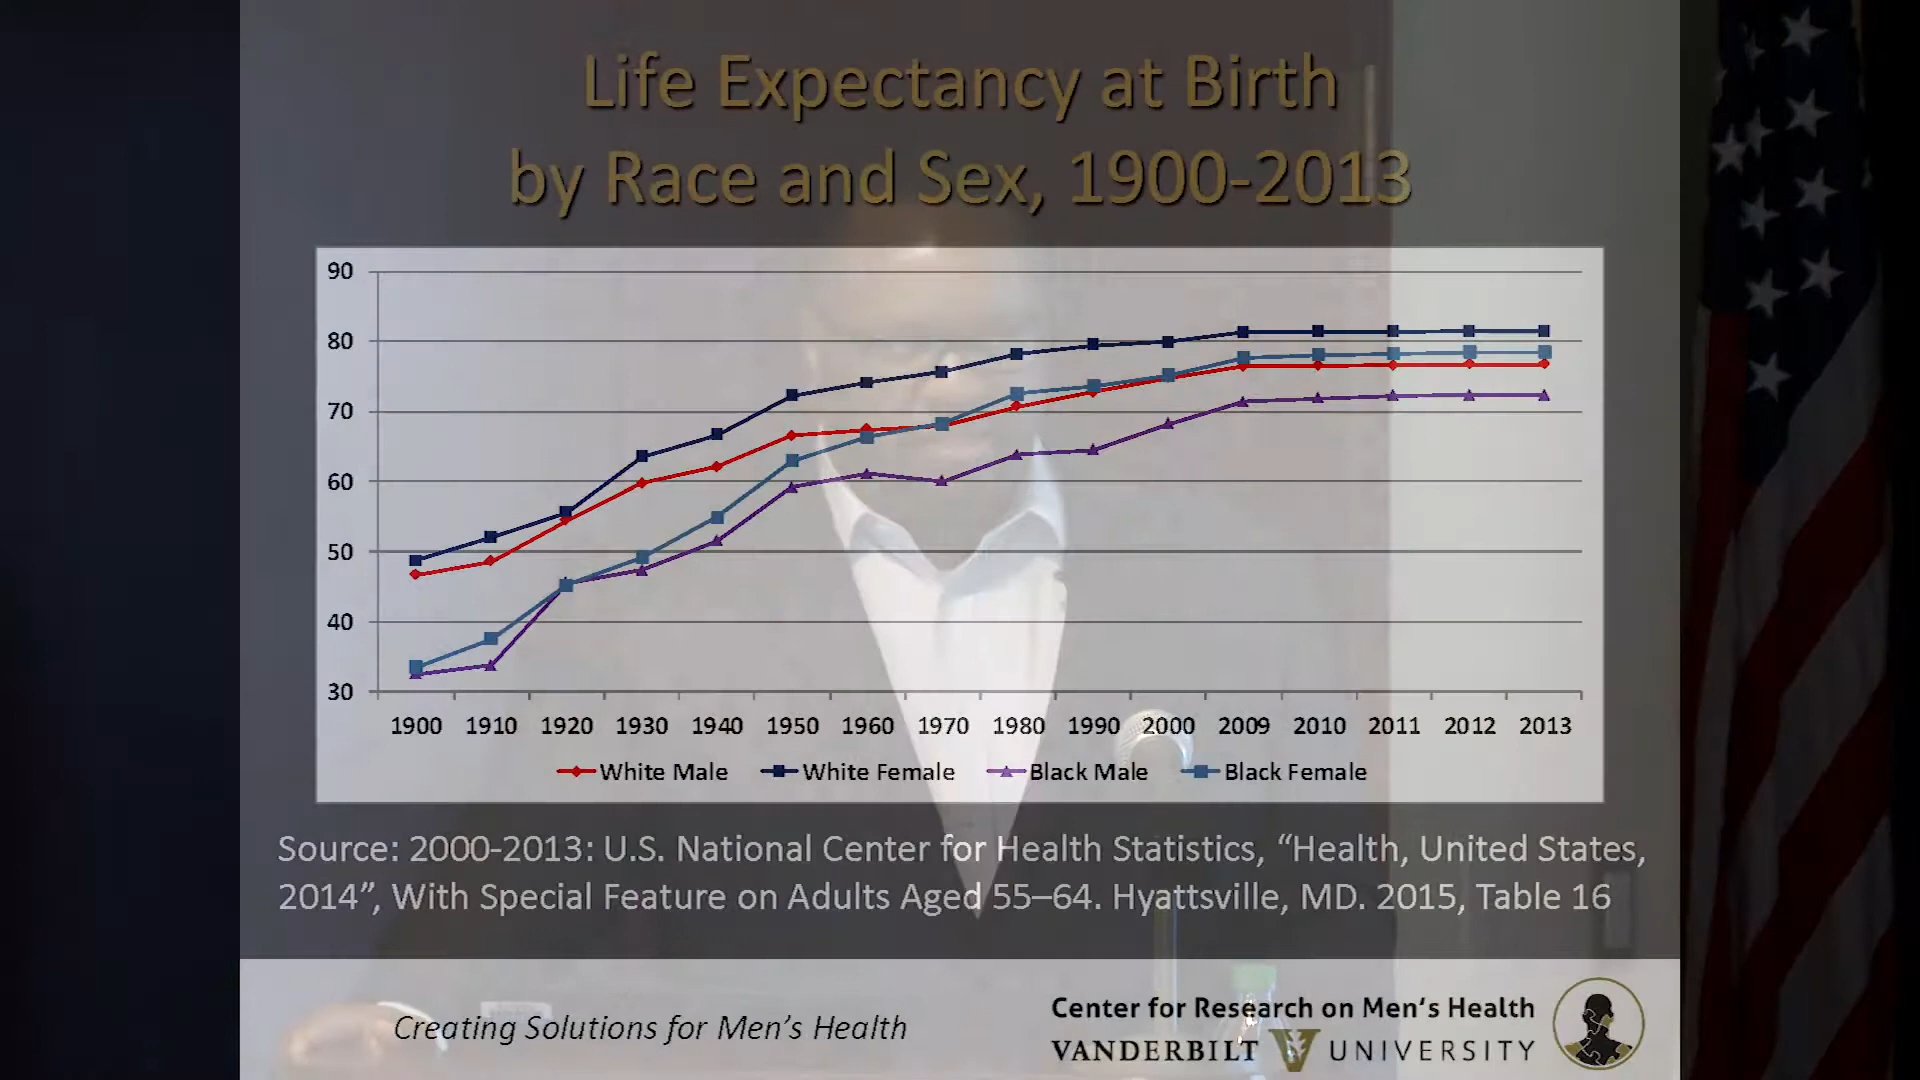 Life Expectancy at Birth
by Race and Sex, 1900-2013
90
80
70
60
50
40
30
1900 1910 1920 1930 1940 1950 1960 1970 1980 1990 2000 2009 2010 2011 2012 2013
White Male White Female Black Male Black Female
Source: 2000-2013: U.S. National Center for Health Statistics, “Health, United States,
2014”, With Special Feature on Adults Aged 55–64. Hyattsville, MD. 2015, Table 16
Creating Solutions for Men’s Health
Center for Research on Men‘s Health
VANDERBILT V UNIVERSITY